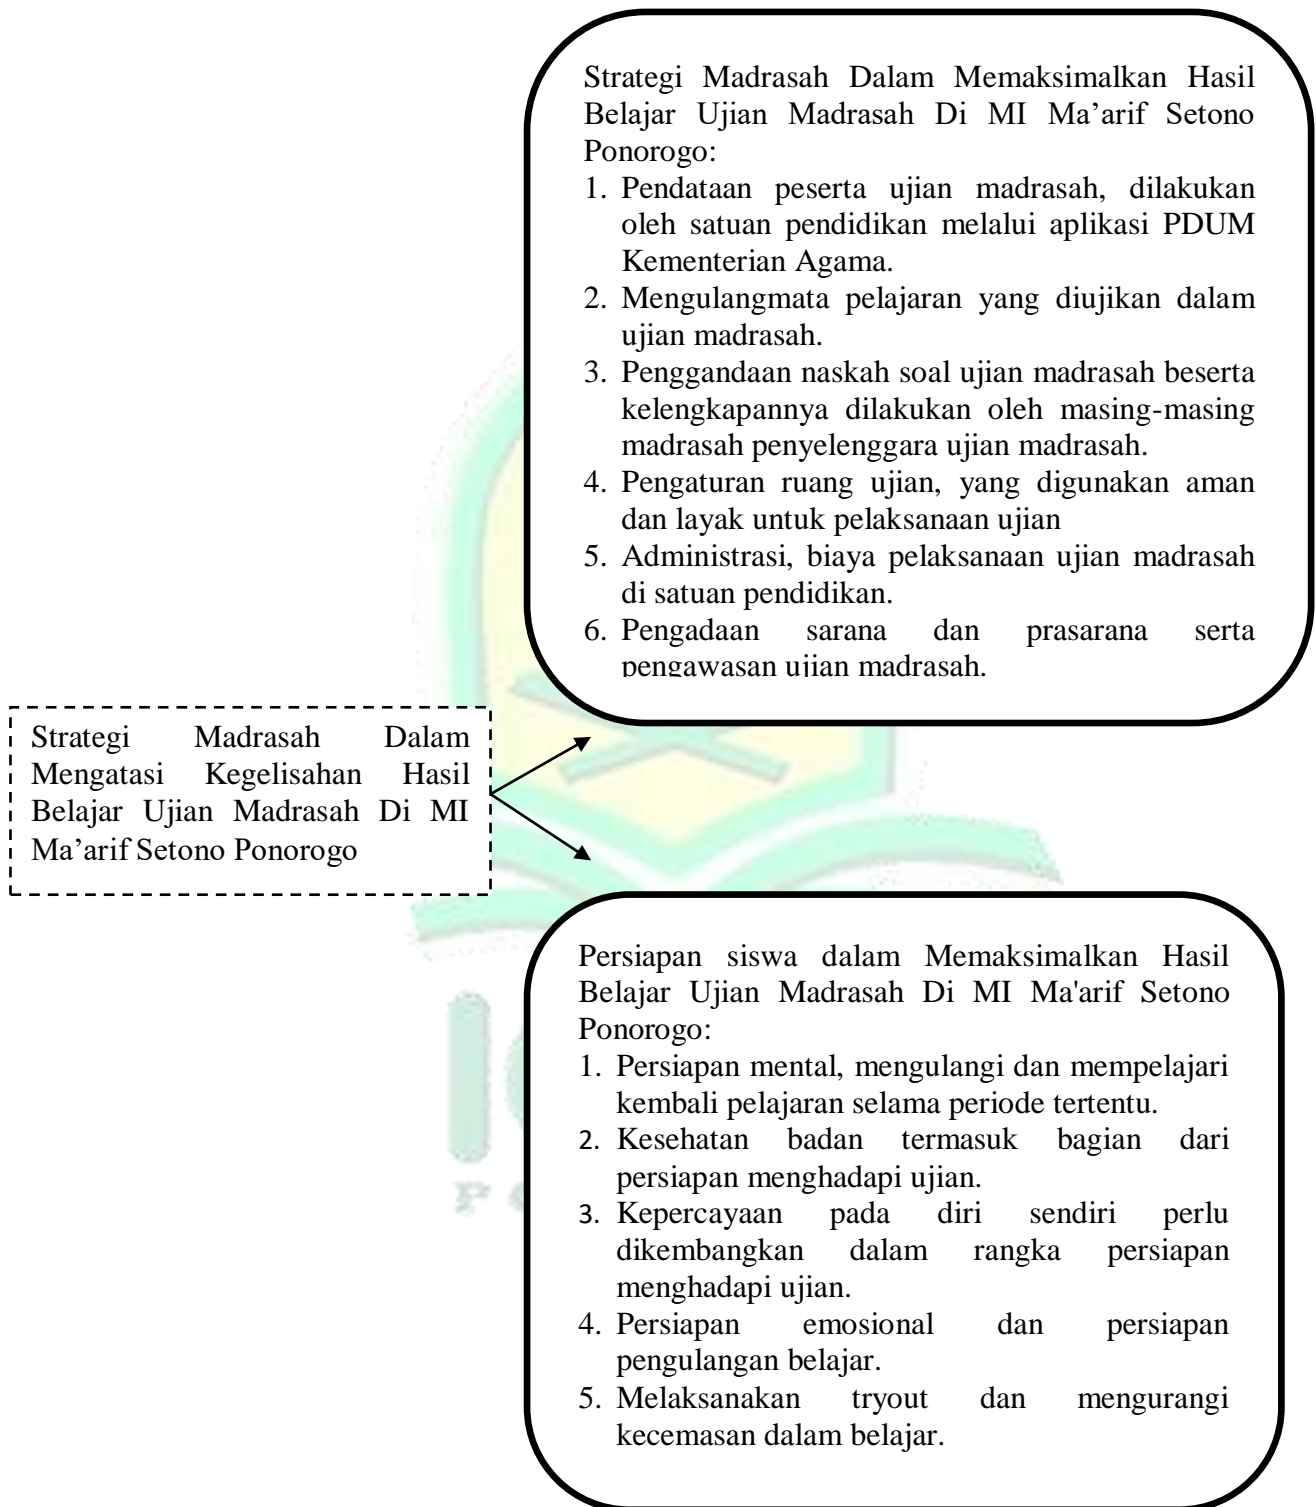 Strategi Madrasah Dalam Memaksimalkan Hasil
Belajar Ujian Madrasah Di MI Ma’arif Setono
Ponorogo:
1. Pendataan peserta ujian madrasah, dilakukan
oleh satuan pendidikan melalui aplikasi PDUM
Kementerian Agama.
2. Mengulangmata pelajaran yang diujikan dalam
ujian madrasah.
3. Penggandaan naskah soal ujian madrasah beserta
kelengkapannya dilakukan oleh masing-masing
madrasah penyelenggara ujian madrasah.
4. Pengaturan ruang ujian, yang digunakan aman
dan layak untuk pelaksanaan ujian
5. Administrasi, biaya pelaksanaan ujian madrasah
di satuan pendidikan.
6. Pengadaan sarana dan prasarana serta
pengawasan ujian madrasah.
Strategi Madrasah Dalam
Mengatasi Kegelisahan Hasil
Belajar Ujian Madrasah Di MI
Ma’arif Setono Ponorogo
Persiapan siswa dalam Memaksimalkan Hasil
Belajar Ujian Madrasah Di MI Ma'arif Setono
Ponorogo:
1. Persiapan mental, mengulangi dan mempelajari
kembali pelajaran selama periode tertentu.
2. Kesehatan badan termasuk bagian dari
persiapan menghadapi ujian.
3. Kepercayaan pada diri sendiri perlu
dikembangkan dalam rangka persiapan
menghadapi ujian.
4. Persiapan emosional dan persiapan
pengulangan belajar.
5. Melaksanakan tryout dan mengurangi
kecemasan dalam belajar.